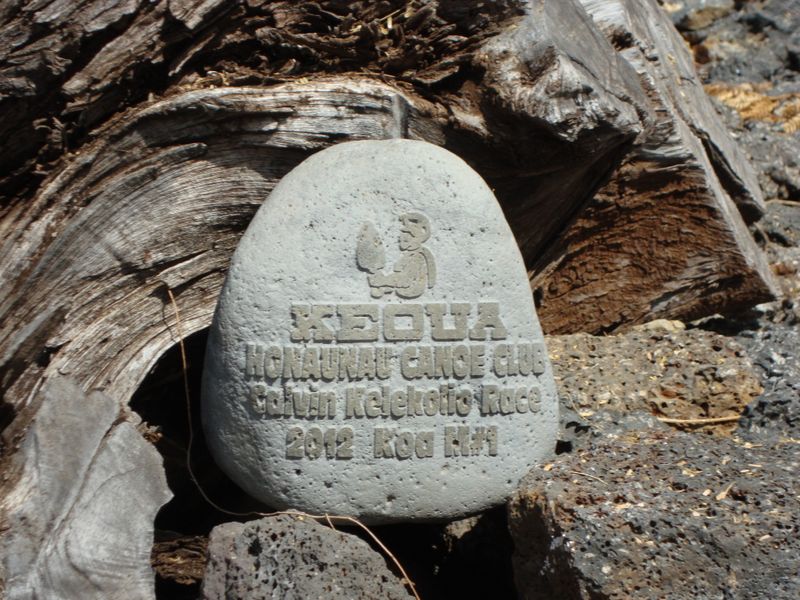 KEOUA
HONAUNAU CANOE CLUB
Calvin Kelekolio Race
2012 Koa H#1